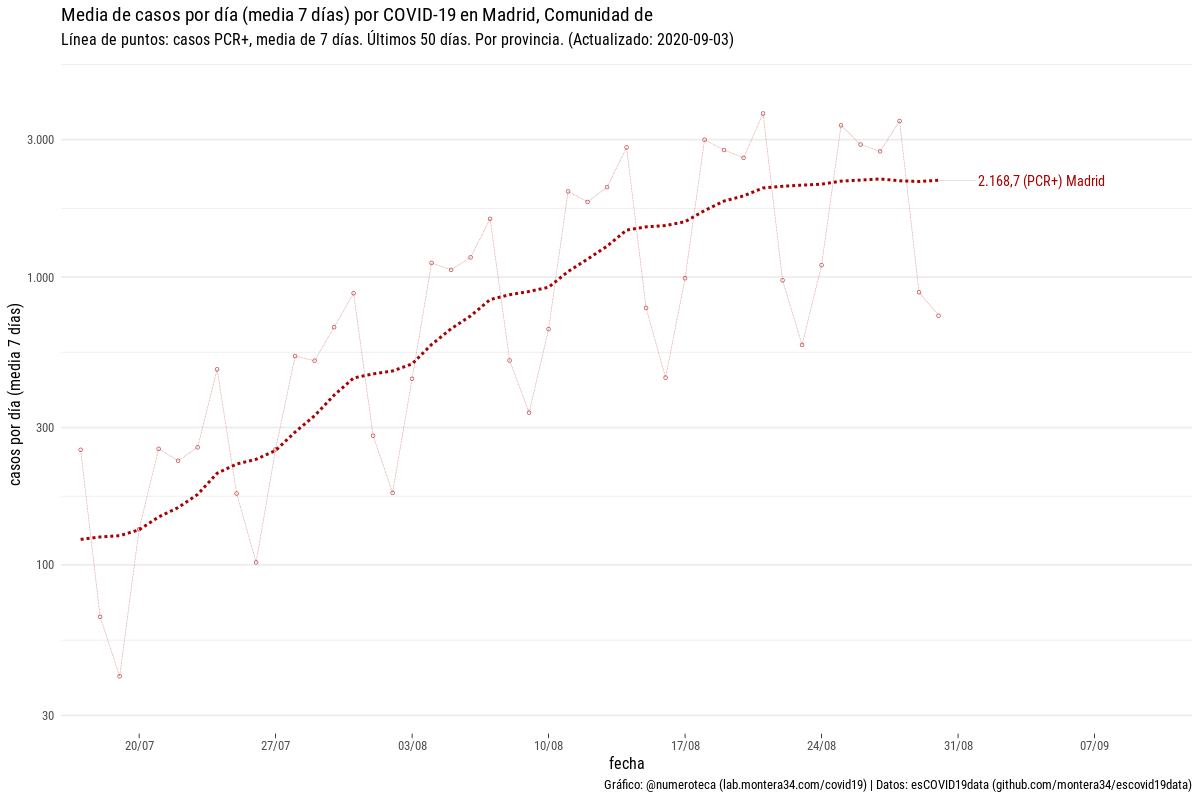 Media de casos por día (media 7 días) por COVID-19 en Madrid, Comunidad de
Línea de puntos: casos PCR+, media de 7 días. Últimos 50 días. Por provincia. (Actualizado: 2020-09-03)
casos por día (media 7 días)
3.000
1.000
300
100
30
2.168,7 (PCR+) Madrid
20/07
27/07
03/08
10/08
17/08
24/08
31/08
07/09
fecha
Gráfico: @numeroteca (lab.montera34.com/covid19) | Datos: esCOVID19data (github.com/montera34/escovid19data)